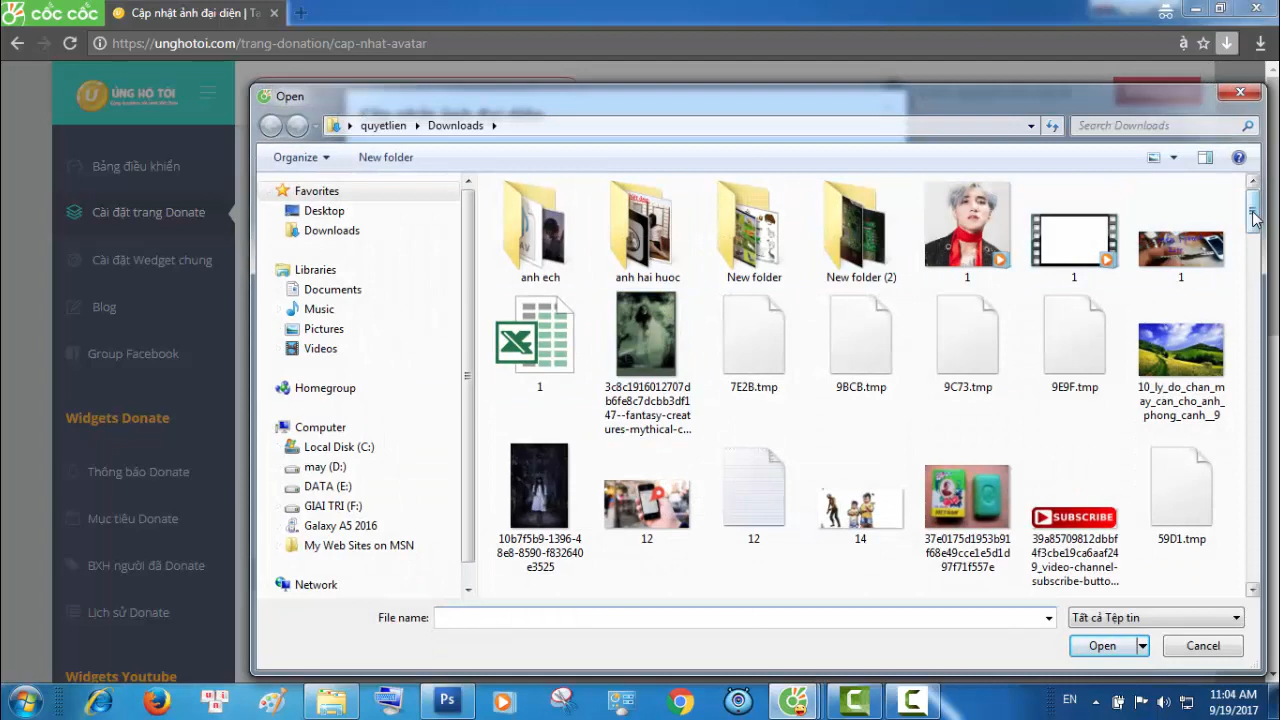 cốc cốc
Cập nhật ảnh đại diện | Ta
https://unghotoi.com/trang-donation/cap-nhat-avatar
ỦNG HỘ TÔI
Bảng điều khiển
Cài đặt trang Donate
Cài đặt Wedget chung
Blog
Group Facebook
Widgets Donate
Thông báo Donate
Mục tiêu Donate
BXH người đã Donate
Lịch sử Donate
Widgets Youtube
Open
quyetlien
Downloads
Search Downloads
Organize
New folder
Favorites
Desktop
Downloads
Libraries
Documents
Music
Pictures
Videos
Homegroup
Computer
Local Disk (C:)
may (D:)
DATA (E:)
GIAI TRI (F:)
Galaxy A5 2016
My Web Sites on MSN
Network
anh ech
anh hai huoc
New folder
New folder (2)
1
1
1
1
3c8c1916012707d
b6fe8c7dcbb3df1
47--fantasy-creat
ures-mythical-c...
7E2B.tmp
9BCB.tmp
9C73.tmp
9E9F.tmp
10_ly_do_chan_m
ay_can_cho_anh_
phong_canh__9
10b7f5b9-1396-4
8e8-8590-f832640
e3525
12
12
14
37e0175d1953b91
f68e49cce1e5d1d
97f71f557e
SUBSCRIBE
39a85709812dbbf
4f3cbe19ca6aaf24
9_video-channel-
subscribe-butto...
59D1.tmp
File name:
Tất cả Tệp tin
Open
Cancel
Ps
EN
11:04 AM
9/19/2017